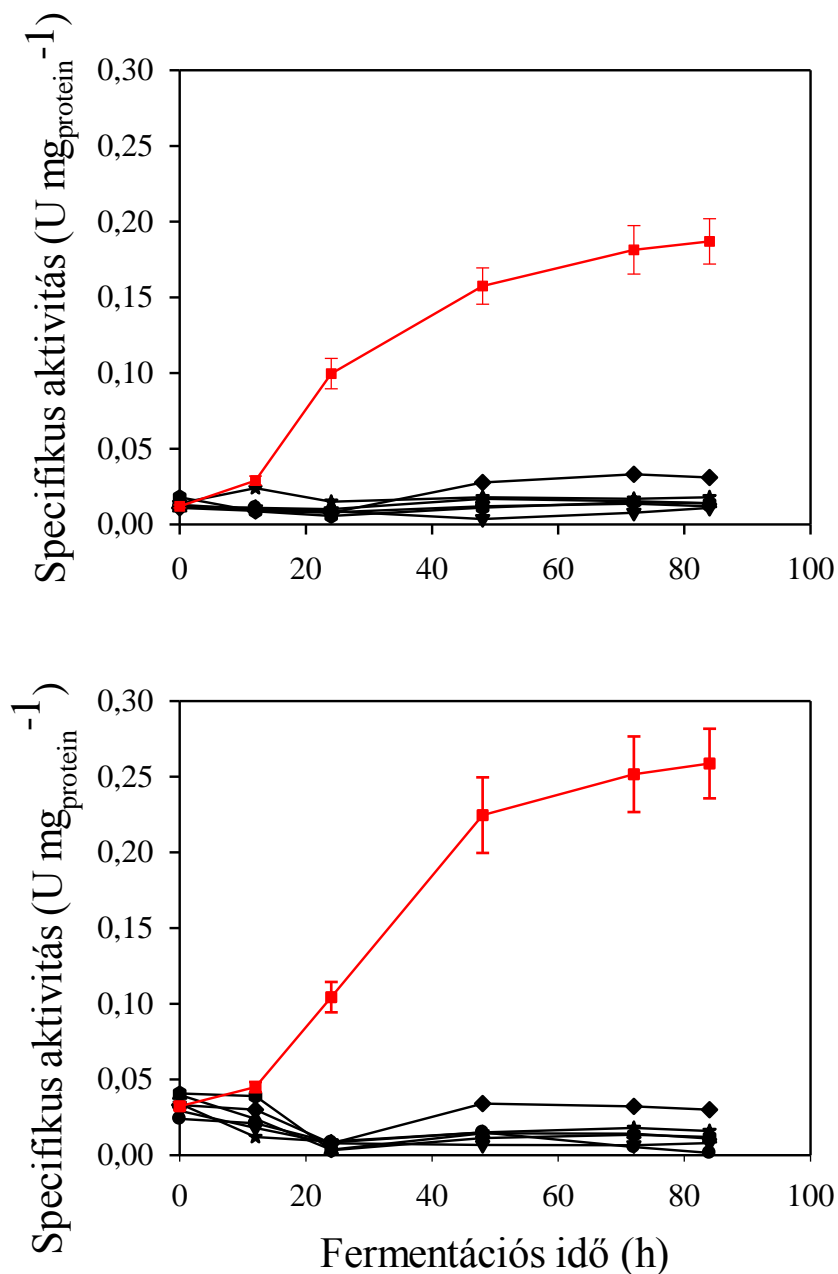 Specifikus aktivitás (U mgprotein-1)
0,30
0,25
0,20
0,15
0,10
0,05
0,00
0 20 40 60 80 100
Specifikus aktivitás (U mgprotein-1)
0,30
0,25
0,20
0,15
0,10
0,05
0,00
0 20 40 60 80 100
Fermentációs idő (h)